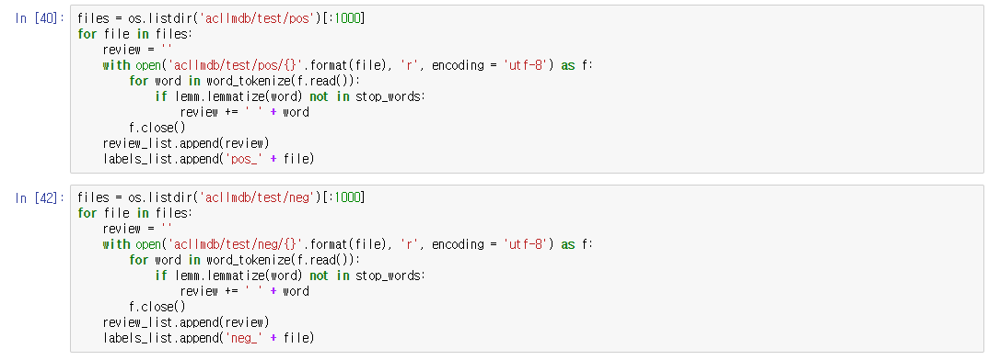 In [40]:
files = os.listdir('aclImdb/test/pos')[:1000]
for file in files:
    review = ''
    with open('aclImdb/test/pos/{}'.format(file), 'r', encoding = 'utf-8') as f:
        for word in word_tokenize(f.read()):
            if lemm.lemmatize(word) not in stop_words:
                review += ' ' + word
        f.close()
    review_list.append(review)
    labels_list.append('pos_' + file)
In [42]:
files = os.listdir('aclImdb/test/neg')[:1000]
for file in files:
    review = ''
    with open('aclImdb/test/neg/{}'.format(file), 'r', encoding = 'utf-8') as f:
        for word in word_tokenize(f.read()):
            if lemm.lemmatize(word) not in stop_words:
                review += ' ' + word
        f.close()
    review_list.append(review)
    labels_list.append('neg_' + file)